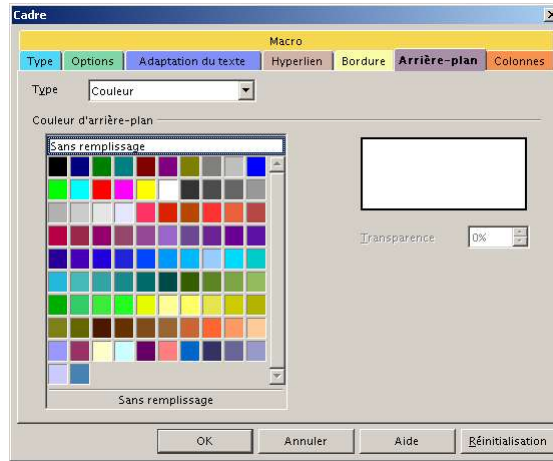 Cadre
Macro
Type Options Adaptation du texte Hyperlien Bordure Arrière-plan Colonnes
Type Couleur
Couleur d'arrière-plan
Sans remplissage
Transparence 0%
Sans remplissage
OK Annuler Aide Réinitialisation